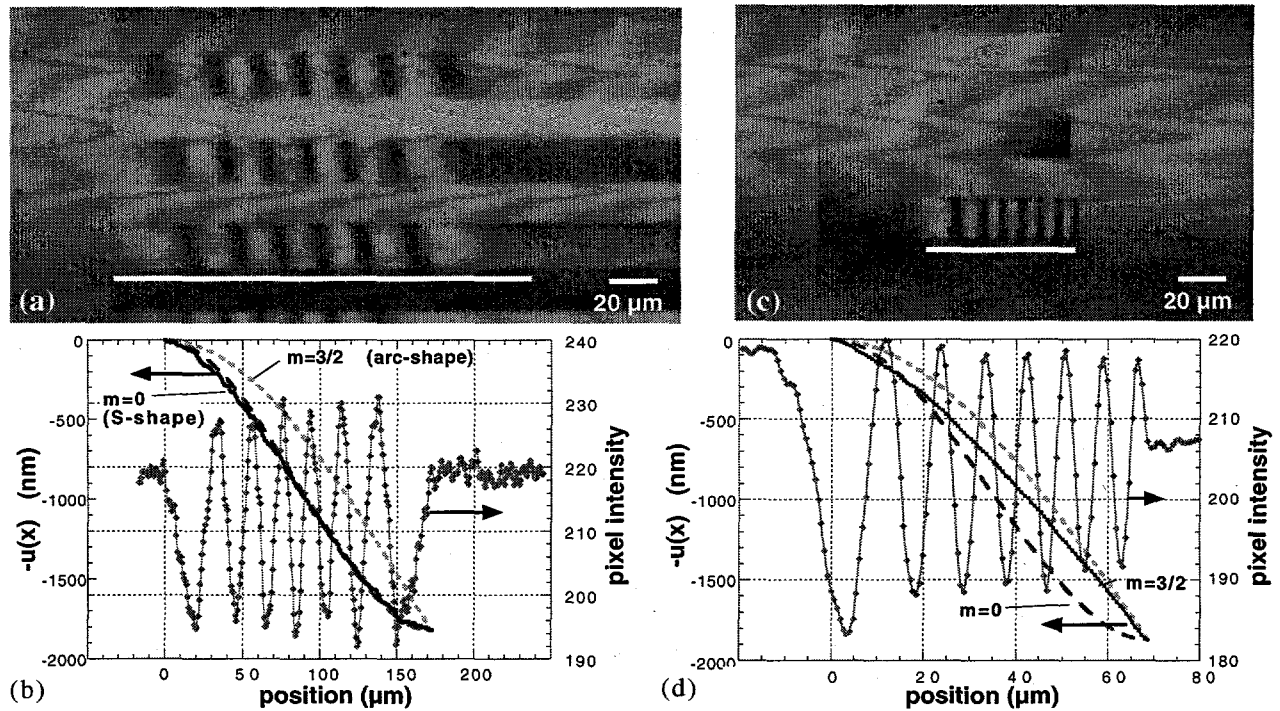 (a)
20 µm
(c)
20 µm
0
-500
-1000
-1500
-2000
-u(x) (nm)
m=3/2 (arc-shape)
m=0
(S-shape)
240
230
220
210
200
190
pixel intensity
0
50
100
150
200
position (µm)
(b)
0
-500
-1000
-1500
-2000
-u(x) (nm)
m=3/2
m=0
220
210
200
190
180
pixel intensity
-20
0
20
40
60
80
position (µm)
(d)